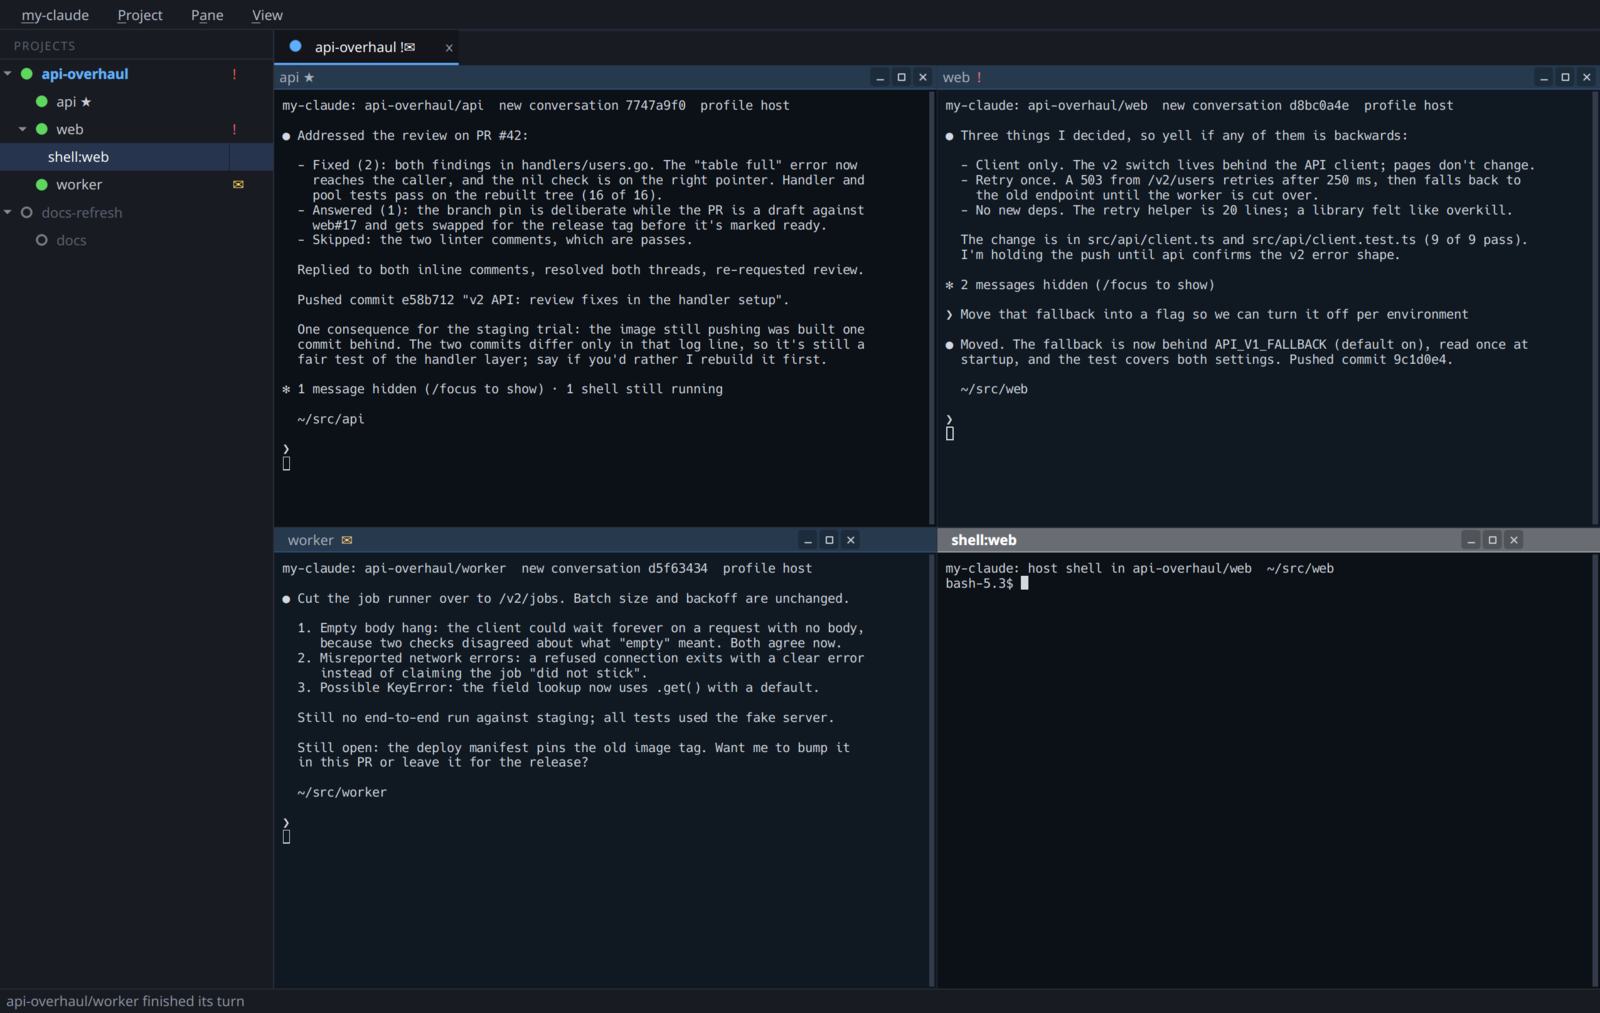 my-claude Project Pane View
PROJECTS
api-overhaul !
api ★
web !
shell:web
worker ✉
docs-refresh
docs
api-overhaul !✉ x
api ★
my-claude: api-overhaul/api  new conversation 7747a9f0  profile host
● Addressed the review on PR #42:
- Fixed (2): both findings in handlers/users.go. The "table full" error now
reaches the caller, and the nil check is on the right pointer. Handler and
pool tests pass on the rebuilt tree (16 of 16).
- Answered (1): the branch pin is deliberate while the PR is a draft against
web#17 and gets swapped for the release tag before it's marked ready.
- Skipped: the two linter comments, which are passes.
Replied to both inline comments, resolved both threads, re-requested review.
Pushed commit e58b712 "v2 API: review fixes in the handler setup".
One consequence for the staging trial: the image still pushing was built one
commit behind. The two commits differ only in that log line, so it's still a
fair test of the handler layer; say if you'd rather I rebuild it first.
✻ 1 message hidden (/focus to show) · 1 shell still running
~/src/api
❯
web !
my-claude: api-overhaul/web  new conversation d8bc0a4e  profile host
● Three things I decided, so yell if any of them is backwards:
- Client only. The v2 switch lives behind the API client; pages don't change.
- Retry once. A 503 from /v2/users retries after 250 ms, then falls back to
the old endpoint until the worker is cut over.
- No new deps. The retry helper is 20 lines; a library felt like overkill.
The change is in src/api/client.ts and src/api/client.test.ts (9 of 9 pass).
I'm holding the push until api confirms the v2 error shape.
✻ 2 messages hidden (/focus to show)
❯ Move that fallback into a flag so we can turn it off per environment
● Moved. The fallback is now behind API_V1_FALLBACK (default on), read once at
startup, and the test covers both settings. Pushed commit 9c1d0e4.
~/src/web
❯
worker ✉
my-claude: api-overhaul/worker  new conversation d5f63434  profile host
● Cut the job runner over to /v2/jobs. Batch size and backoff are unchanged.
1. Empty body hang: the client could wait forever on a request with no body,
because two checks disagreed about what "empty" meant. Both agree now.
2. Misreported network errors: a refused connection exits with a clear error
instead of claiming the job "did not stick".
3. Possible KeyError: the field lookup now uses .get() with a default.
Still no end-to-end run against staging; all tests used the fake server.
Still open: the deploy manifest pins the old image tag. Want me to bump it
in this PR or leave it for the release?
~/src/worker
❯
shell:web
my-claude: host shell in api-overhaul/web  ~/src/web
bash-5.3$
api-overhaul/worker finished its turn